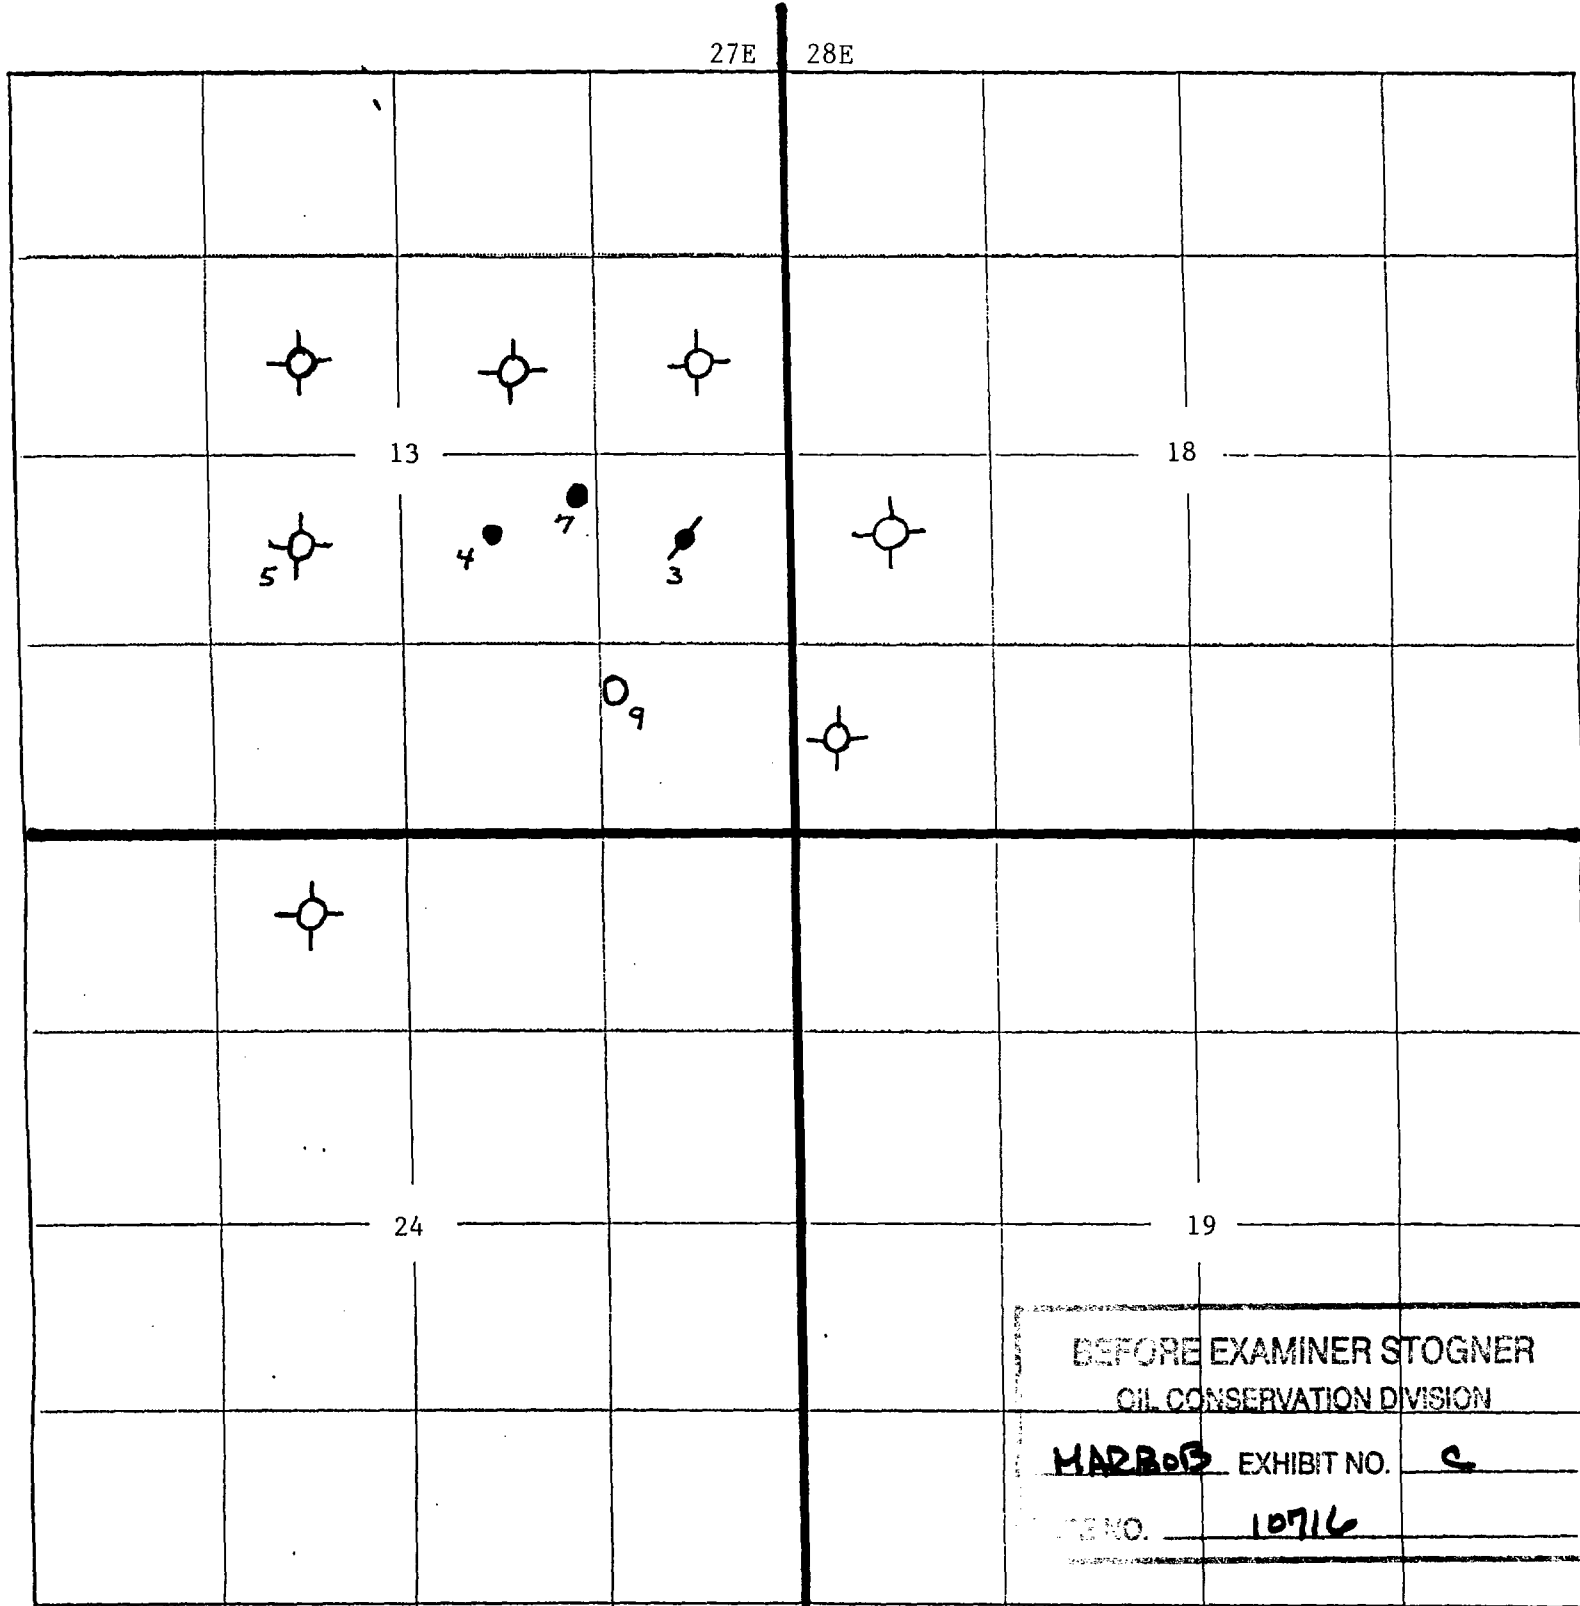 27E 28E
13 18
7
4
5 3
9
24 19
BEFORE EXAMINER STOGNER
OIL CONSERVATION DIVISION
MARBOB EXHIBIT NO. C
NO. 10716